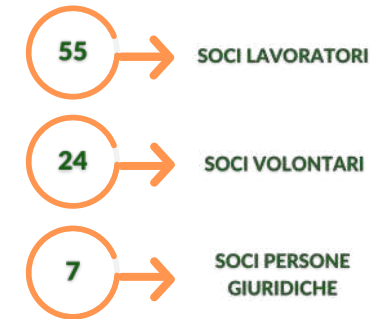 55
SOCI LAVORATORI
24
SOCI VOLONTARI
7
SOCI PERSONE
GIURIDICHE